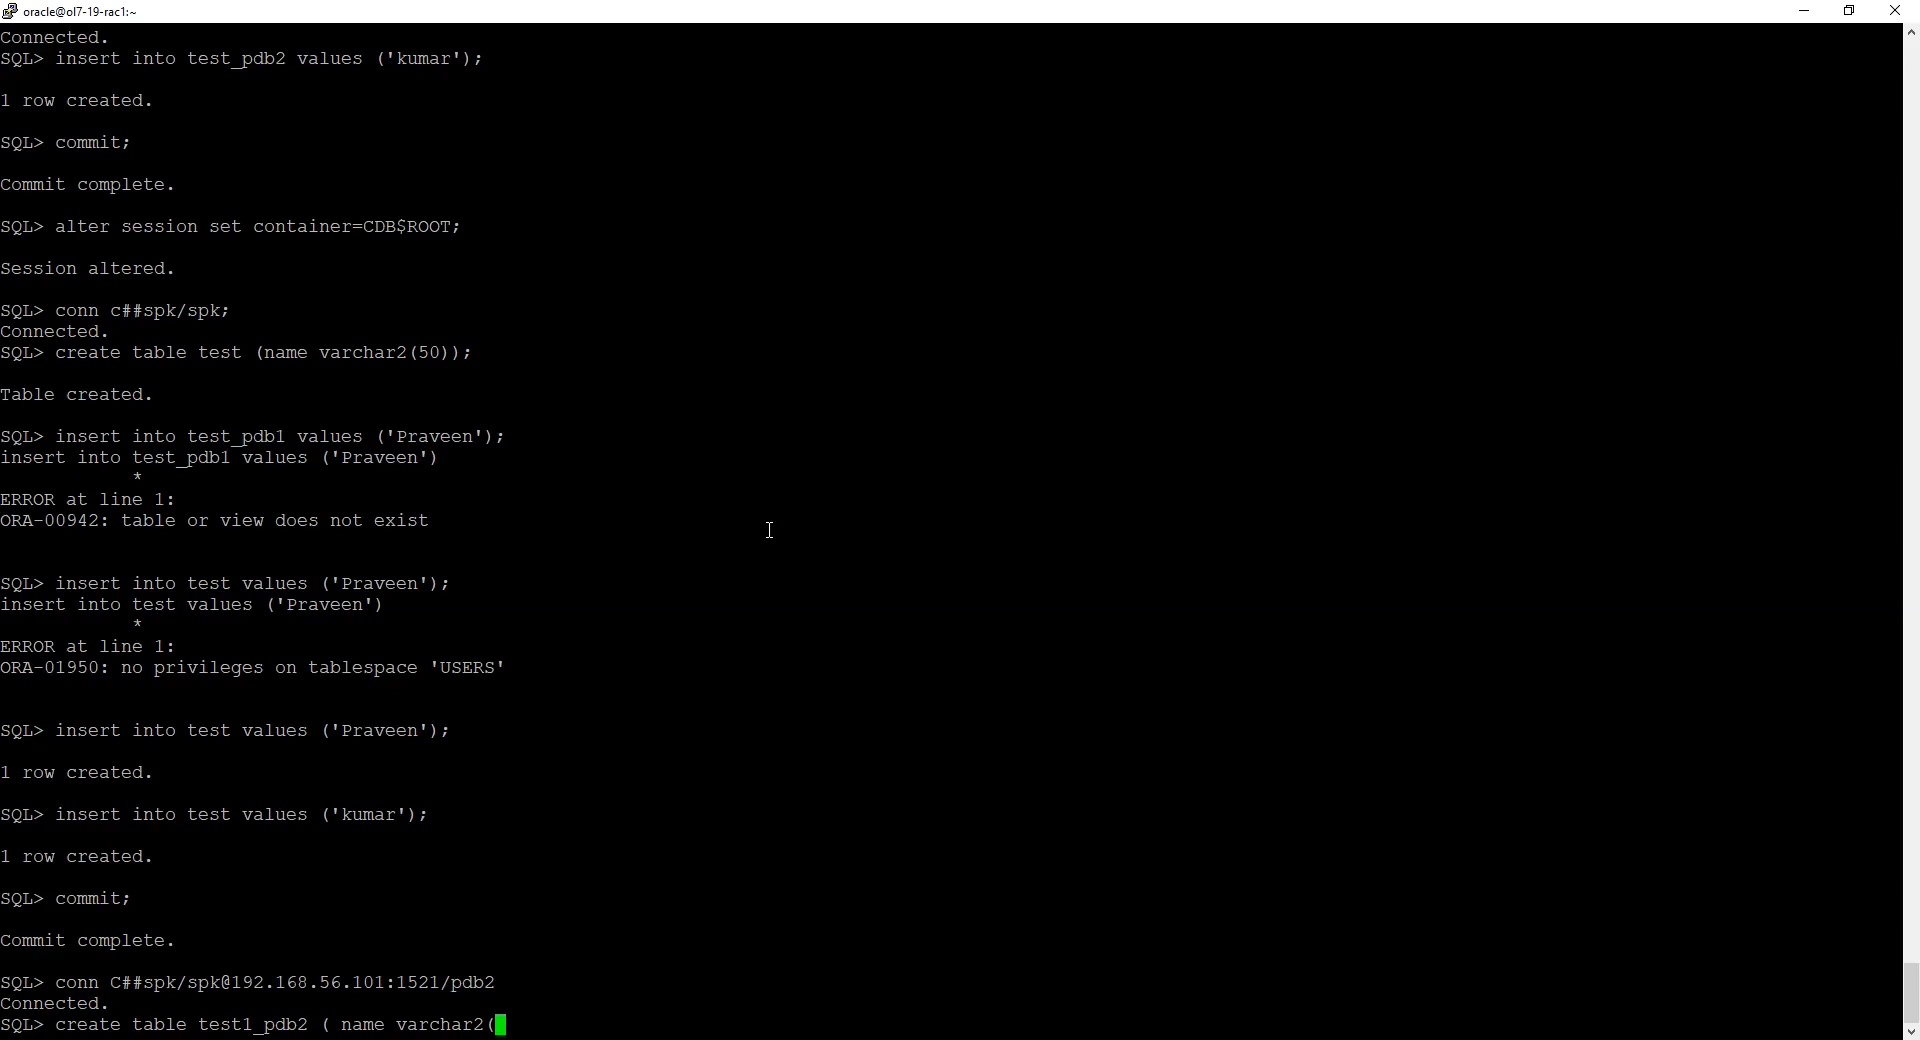 oracle@ol7-19-rac1:~
Connected.
SQL> insert into test_pdb2 values ('kumar');
1 row created.
SQL> commit;
Commit complete.
SQL> alter session set container=CDB$ROOT;
Session altered.
SQL> conn c##spk/spk;
Connected.
SQL> create table test (name varchar2(50));
Table created.
SQL> insert into test_pdb1 values ('Praveen');
insert into test_pdb1 values ('Praveen')
*
ERROR at line 1:
ORA-00942: table or view does not exist
SQL> insert into test values ('Praveen');
insert into test values ('Praveen')
*
ERROR at line 1:
ORA-01950: no privileges on tablespace 'USERS'
SQL> insert into test values ('Praveen');
1 row created.
SQL> insert into test values ('kumar');
1 row created.
SQL> commit;
Commit complete.
SQL> conn C##spk/spk@192.168.56.101:1521/pdb2
Connected.
SQL> create table test1_pdb2 ( name varchar2(